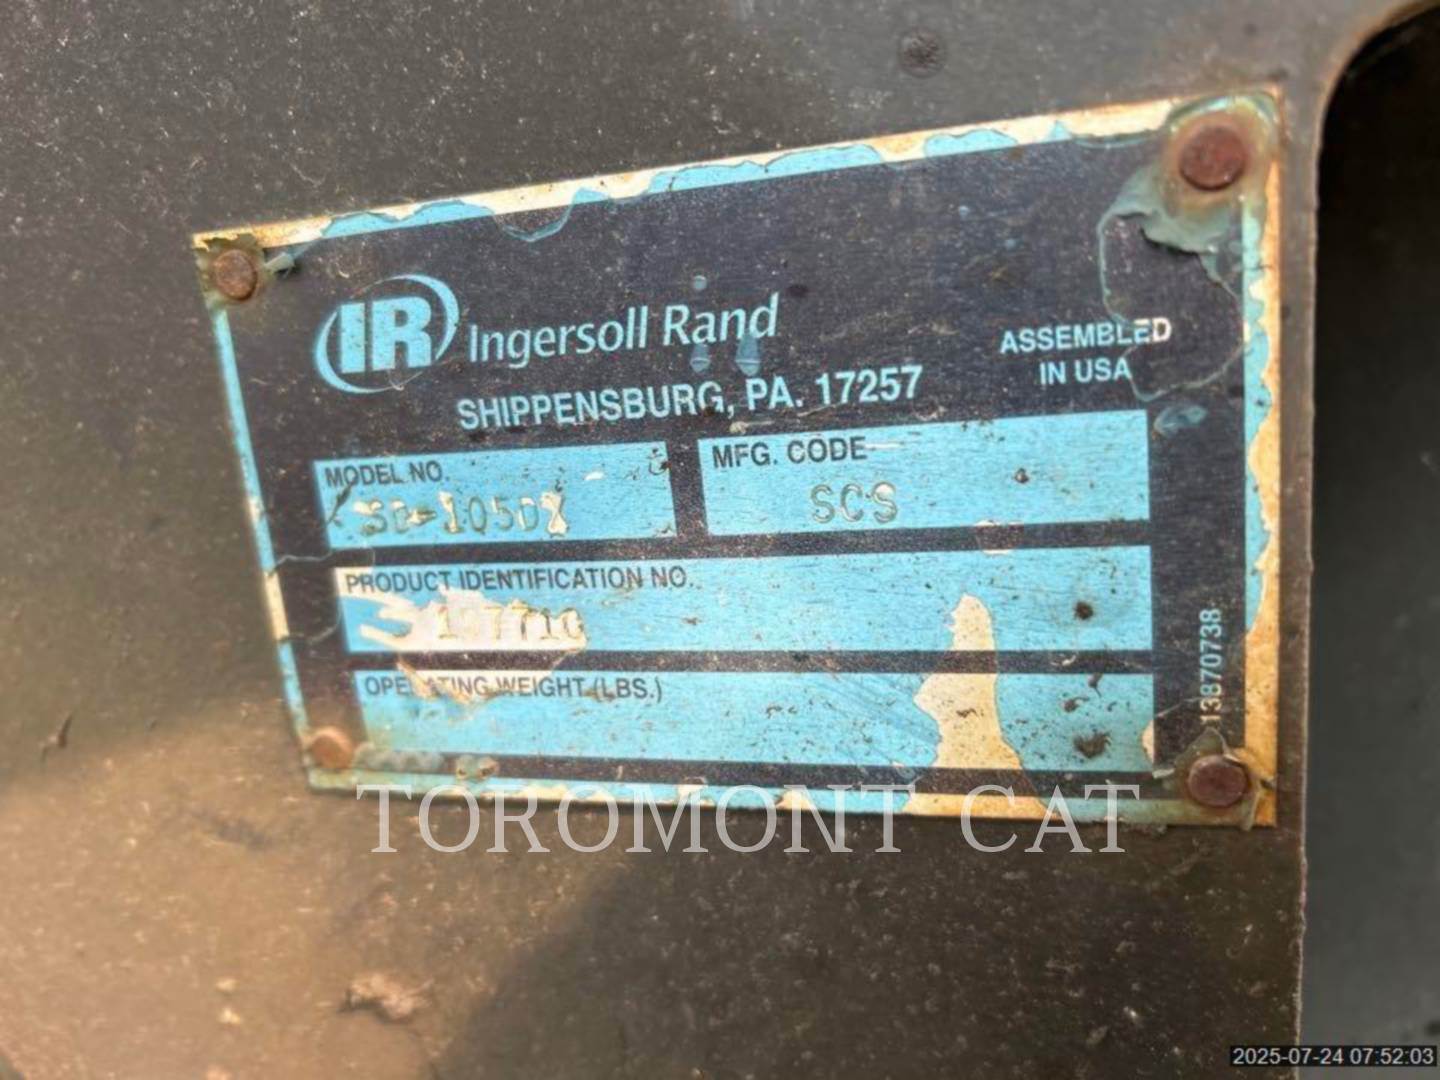 IR Ingersoll Rand
SHIPPENSBURG, PA. 17257
ASSEMBLED
IN USA
MODEL NO.
MFG. CODE
SCS
PRODUCT IDENTIFICATION NO.
OPERATING WEIGHT (LBS.)
13870738
TOROMONT CAT
2025-07-24 07:52:03